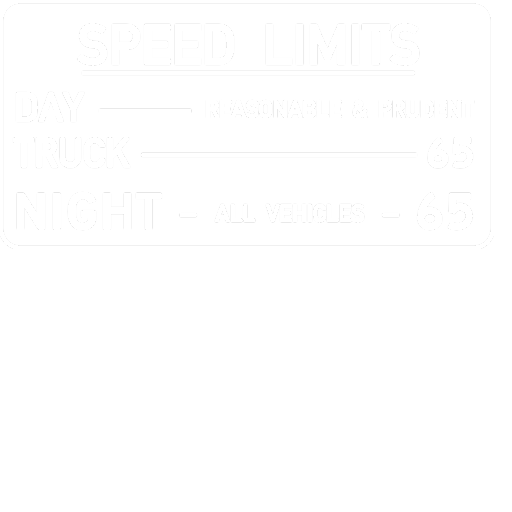 SPEED LIMITS
DAY — REASONABLE & PRUDENT
TRUCK — 65
NIGHT — ALL VEHICLES — 65